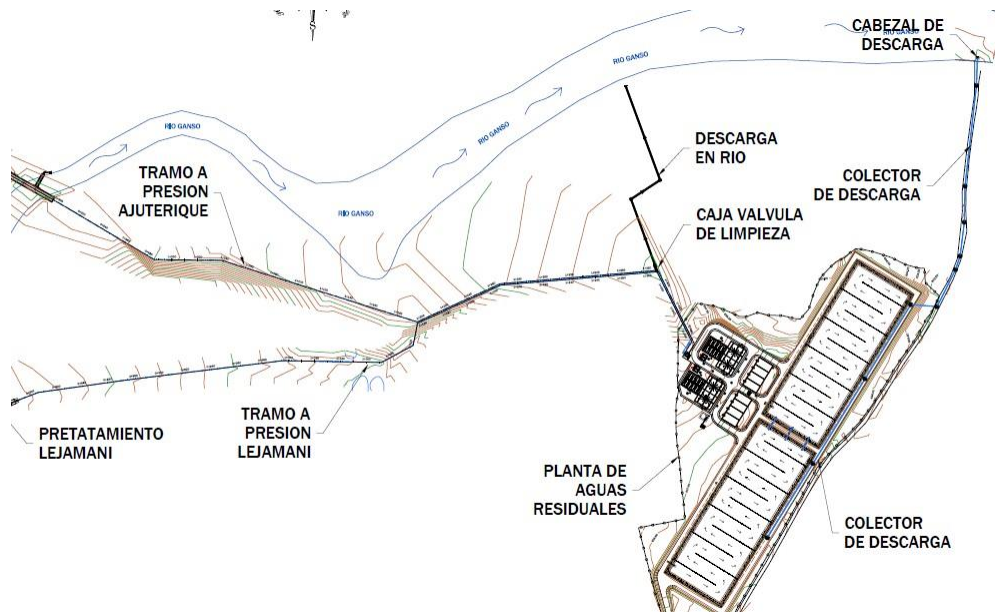 S
CABEZAL DE
DESCARGA
RIO GANSO
RIO GANSO
RIO GANSO
RIO GANSO
RIO GANSO
TRAMO A
PRESION
AJUTERIQUE
DESCARGA
EN RIO
COLECTOR
DE DESCARGA
CAJA VALVULA
DE LIMPIEZA
PRETATAMIENTO
LEJAMANI
TRAMO A
PRESION
LEJAMANI
PLANTA DE
AGUAS
RESIDUALES
COLECTOR
DE DESCARGA